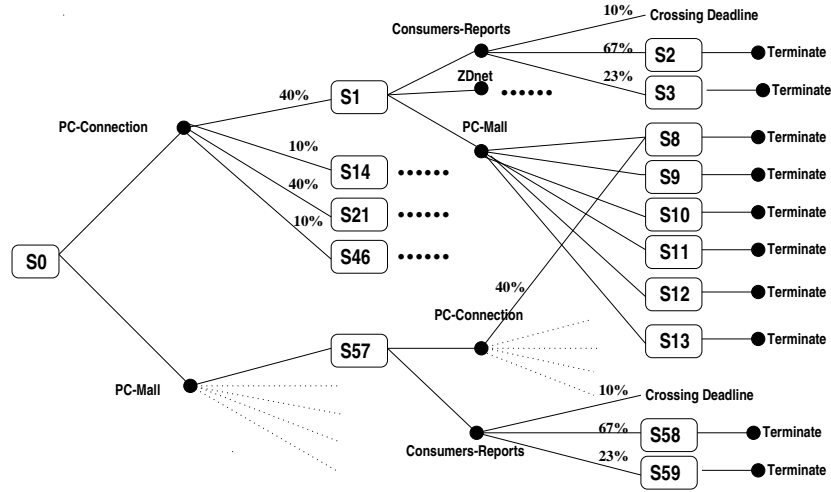 10%
Crossing Deadline
Consumers-Reports
67%
S2
Terminate
ZDnet
23%
S3
Terminate
40%
S1
PC-Connection
PC-Mall
S8
Terminate
10%
S14
S9
Terminate
40%
S21
S10
Terminate
10%
S46
S11
Terminate
S0
40%
S12
Terminate
PC-Connection
S57
S13
Terminate
PC-Mall
10%
Crossing Deadline
67%
S58
Terminate
Consumers-Reports
23%
S59
Terminate